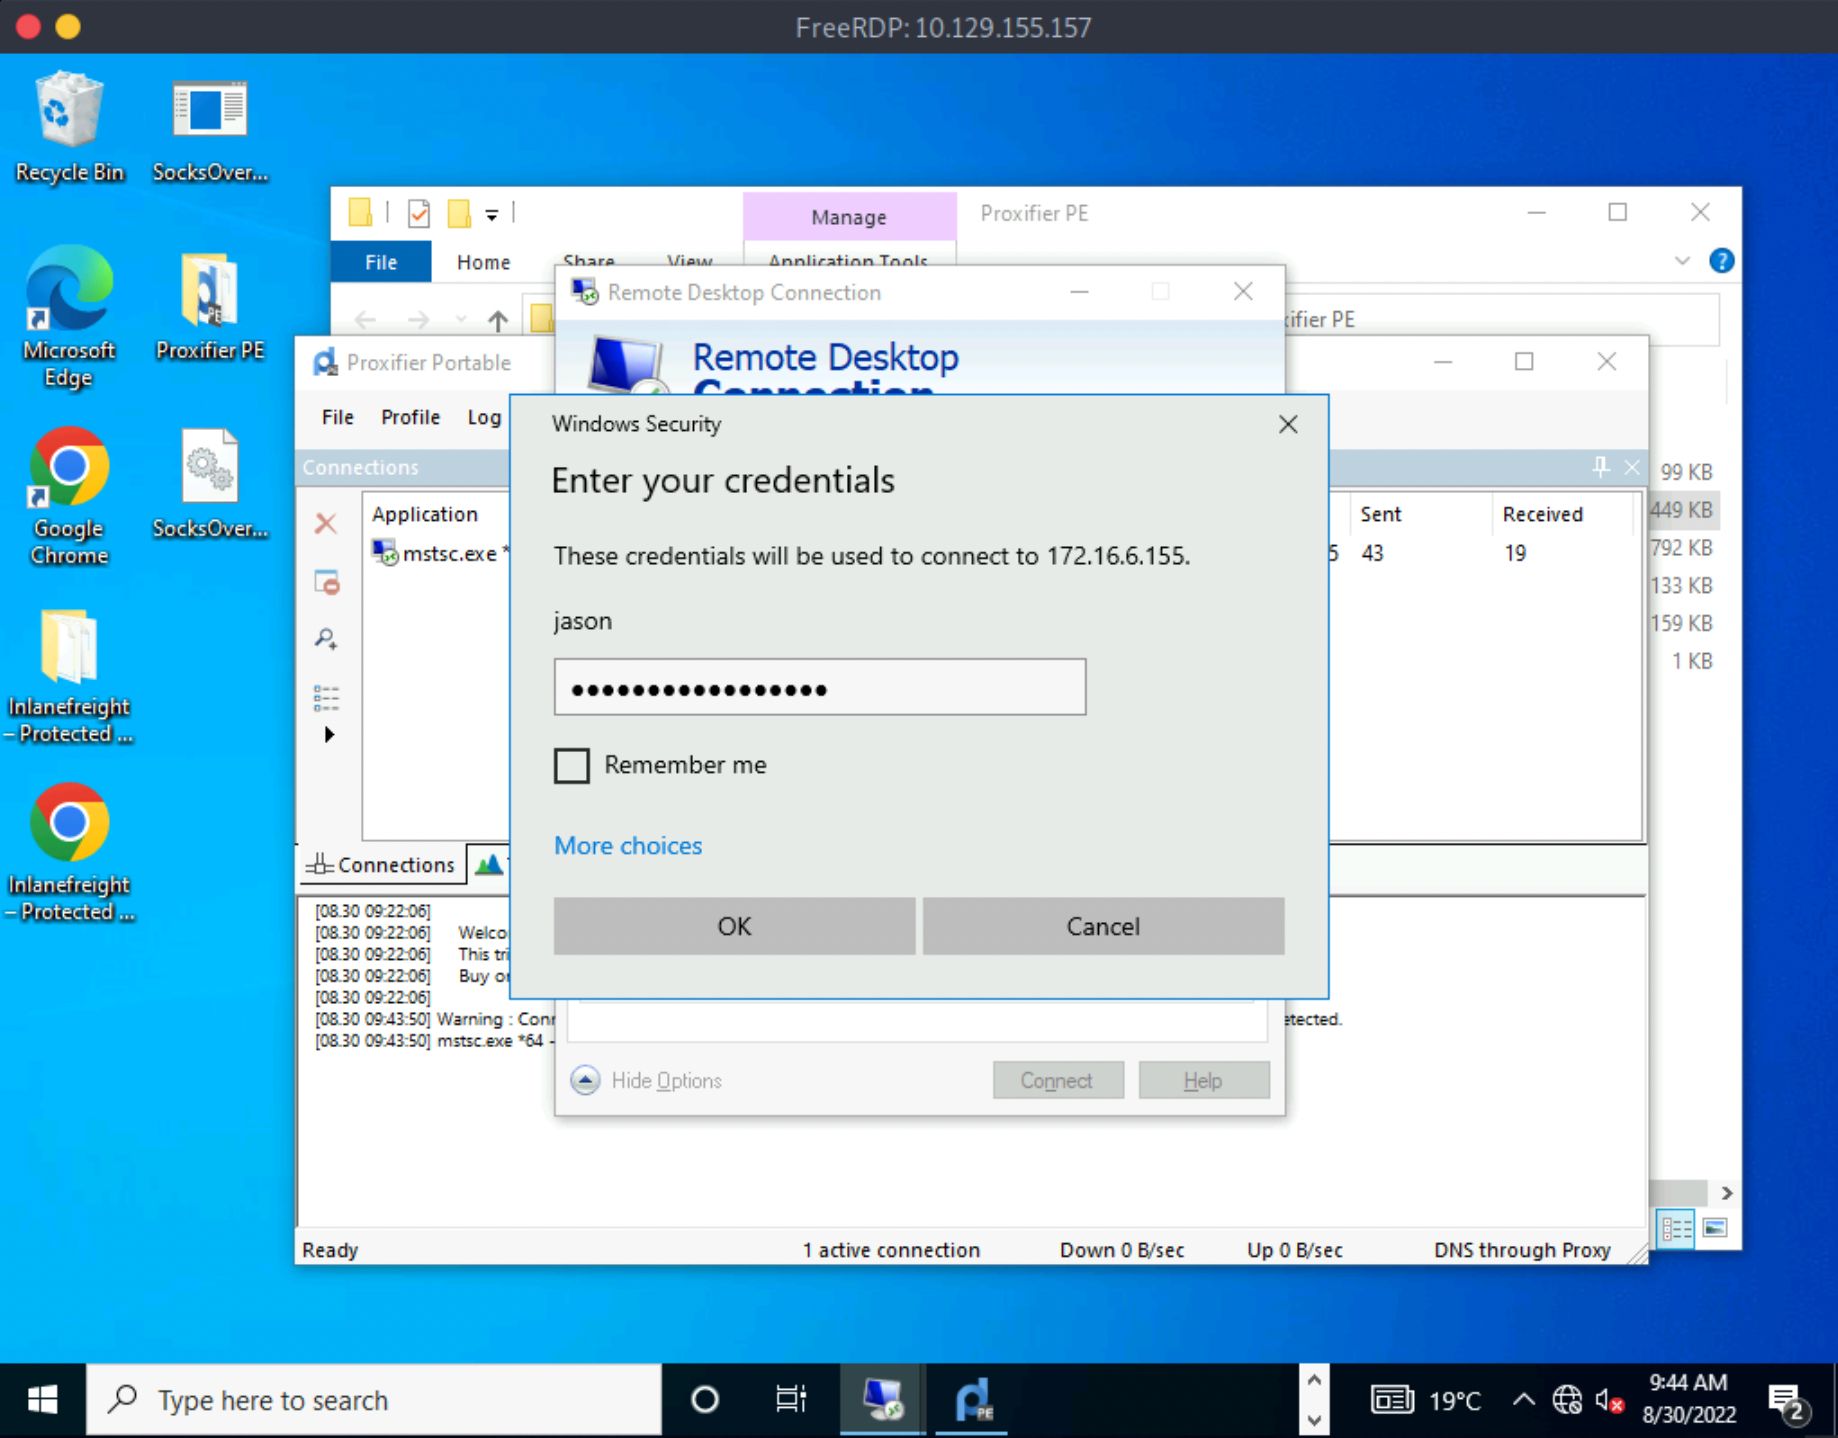 FreeRDP: 10.129.155.157
Recycle Bin
SocksOver...
Microsoft
Edge
Proxifier PE
Google
Chrome
SocksOver...
Inlanefreight
– Protected ...
Inlanefreight
– Protected ...
Manage
Proxifier PE
File
Home
Share
View
Application Tools
?
ifier PE
99 KB
449 KB
792 KB
133 KB
159 KB
1 KB
Proxifier Portable
File
Profile
Log
Connections
Application
Sent
Received
mstsc.exe *
5
43
19
Connections
[08.30 09:22:06]
[08.30 09:22:06] Welco
[08.30 09:22:06] This tri
[08.30 09:22:06] Buy o
[08.30 09:22:06]
[08.30 09:43:50] Warning : Con
etected.
[08.30 09:43:50] mstsc.exe *64 -
Ready
1 active connection
Down 0 B/sec
Up 0 B/sec
DNS through Proxy
Remote Desktop Connection
Remote Desktop
Connection
Hide Options
Connect
Help
Windows Security
Enter your credentials
These credentials will be used to connect to 172.16.6.155.
jason
Remember me
More choices
OK
Cancel
Type here to search
PE
19°C
9:44 AM
8/30/2022
2